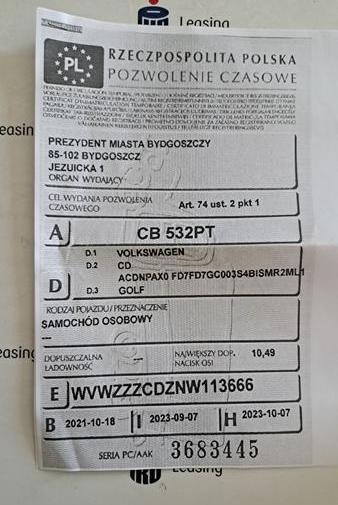 Leasing
PL
RZECZPOSPOLITA POLSKA
POZWOLENIE CZASOWE
PREZYDENT MIASTA BYDGOSZCZY
85-102 BYDGOSZCZ
JEZUICKA 1
ORGAN WYDAJĄCY
CEL WYDANIA POZWOLENIA CZASOWEGO Art. 74 ust. 2 pkt 1
A CB 532PT
D.1 VOLKSWAGEN
D.2 CD
D ACDNPAX0 FD7FD7GC003S4BISMR2ML1
D.3 GOLF
RODZAJ POJAZDU/PRZEZNACZENIE
SAMOCHÓD OSOBOWY
---
DOPUSZCZALNA ŁADOWNOŚĆ --- NAJWIĘKSZY DOP. NACISK OSI 10,49
E WVWZZZCDZNW113666
B 2021-10-18 I 2023-09-07 H 2023-10-07
SERIA PC/AAK 3683445
Leasing